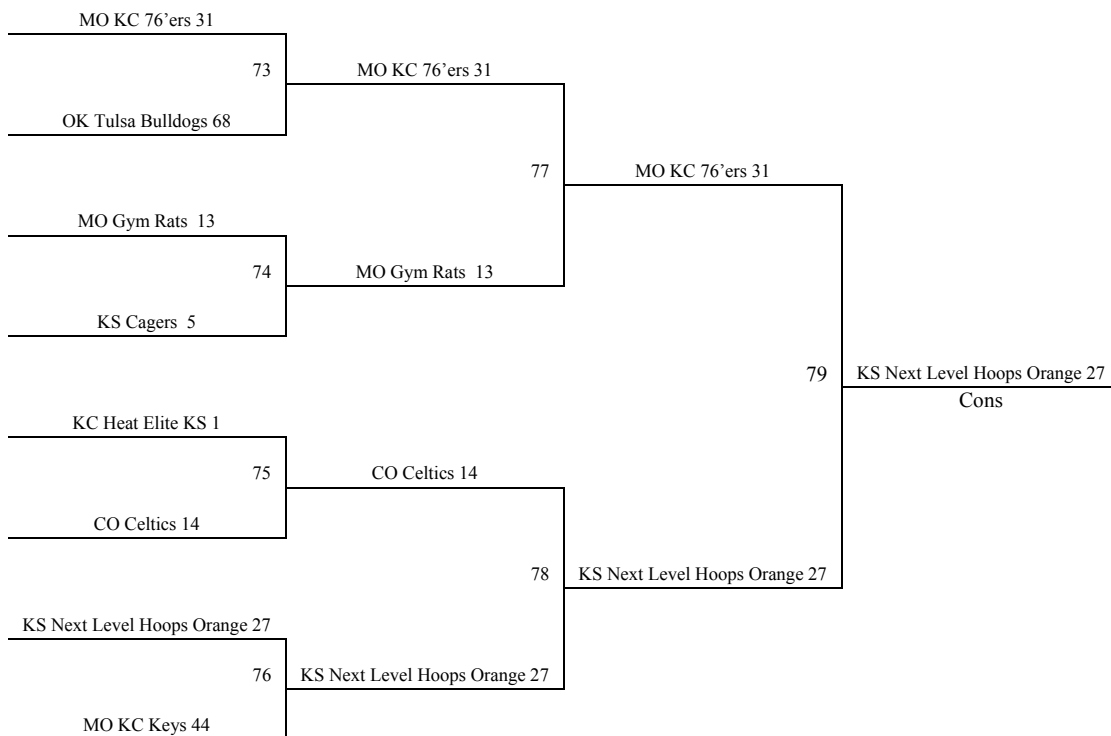 MO KC 76’ers 31
73
MO KC 76’ers 31
OK Tulsa Bulldogs 68
77
MO KC 76’ers 31
MO Gym Rats  13
74
MO Gym Rats  13
KS Cagers  5
79
KS Next Level Hoops Orange 27
Cons
KC Heat Elite KS 1
75
CO Celtics 14
CO Celtics 14
78
KS Next Level Hoops Orange 27
KS Next Level Hoops Orange 27
76
KS Next Level Hoops Orange 27
MO KC Keys 44